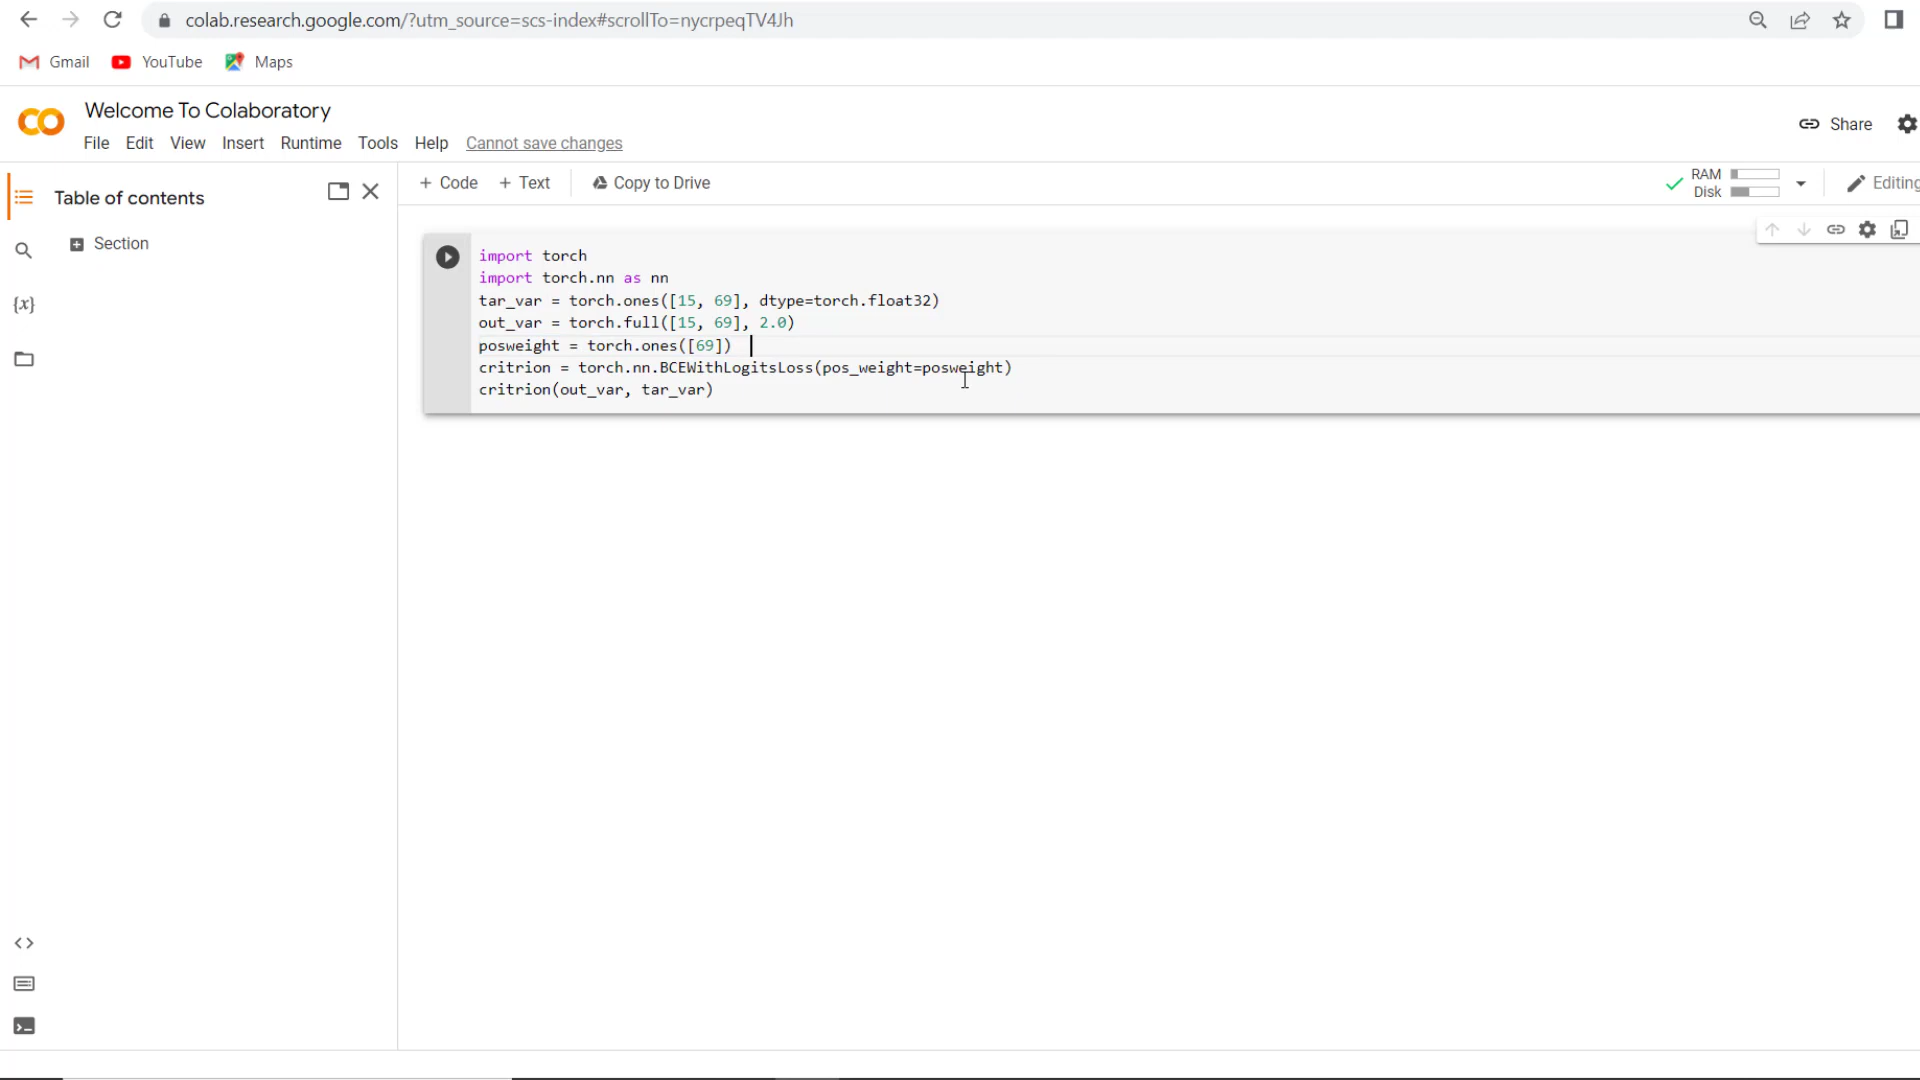 colab.research.google.com/?utm_source=scs-index#scrollTo=nycrpeqTV4Jh
Gmail YouTube Maps
Welcome To Colaboratory
File Edit View Insert Runtime Tools Help Cannot save changes
Share
Table of contents
+ Code + Text Copy to Drive
RAM
Disk
Editing
Section
{x}
import torch
import torch.nn as nn
tar_var = torch.ones([15, 69], dtype=torch.float32)
out_var = torch.full([15, 69], 2.0)
posweight = torch.ones([69])
critrion = torch.nn.BCEWithLogitsLoss(pos_weight=posweight)
critrion(out_var, tar_var)